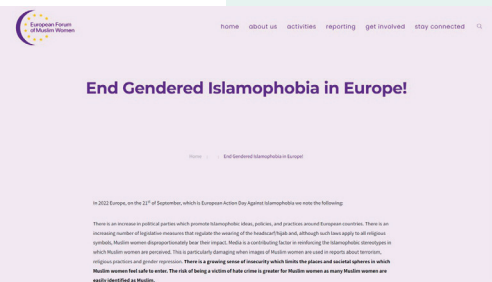 European Forum
of Muslim Women
home about us activities reporting get involved stay connected
End Gendered Islamophobia in Europe!
Home End Gendered Islamophobia in Europe!
In 2022 Europe, on the 21st of September, which is European Action Day Against Islamophobia we note the following:
There is an increase in political parties which promote Islamophobic ideas, policies, and practices around European countries. There is an
increasing number of legislative measures that regulate the wearing of the headscarf/hijab and, although such laws apply to all religious
symbols, Muslim women disproportionately bear their impact. Media is a contributing factor in reinforcing the Islamophobic stereotypes in
which Muslim women are perceived. This is particularly damaging when images of Muslim women are used in reports about terrorism,
religious practices and gender repression. There is a growing sense of insecurity which limits the places and societal spheres in which
Muslim women feel safe to enter. The risk of being a victim of hate crime is greater for Muslim women as many Muslim women are
easily identified as Muslim.